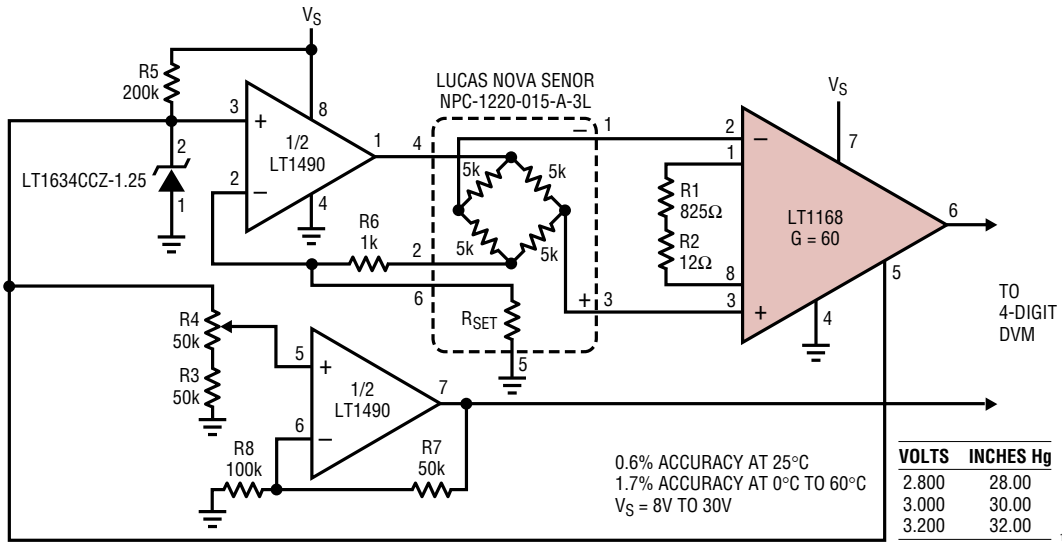 V_S
R5
200k
3
+
8
2
1/2
LT1490
1
LT1634CCZ-1.25
2
−
1
4
R6
1k
LUCAS NOVA SENOR
NPC-1220-015-A-3L
− 1
4
5k
5k
5k
5k
2
6
+ 3
R_SET
5
V_S
2
−
7
1
R1
825Ω
R2
12Ω
LT1168
G = 60
6
8
5
3
+
4
TO
4-DIGIT
DVM
R4
50k
R3
50k
5
+
1/2
LT1490
7
6
−
R8
100k
R7
50k
0.6% ACCURACY AT 25°C
1.7% ACCURACY AT 0°C TO 60°C
V_S = 8V TO 30V
VOLTS INCHES Hg
2.800 28.00
3.000 30.00
3.200 32.00